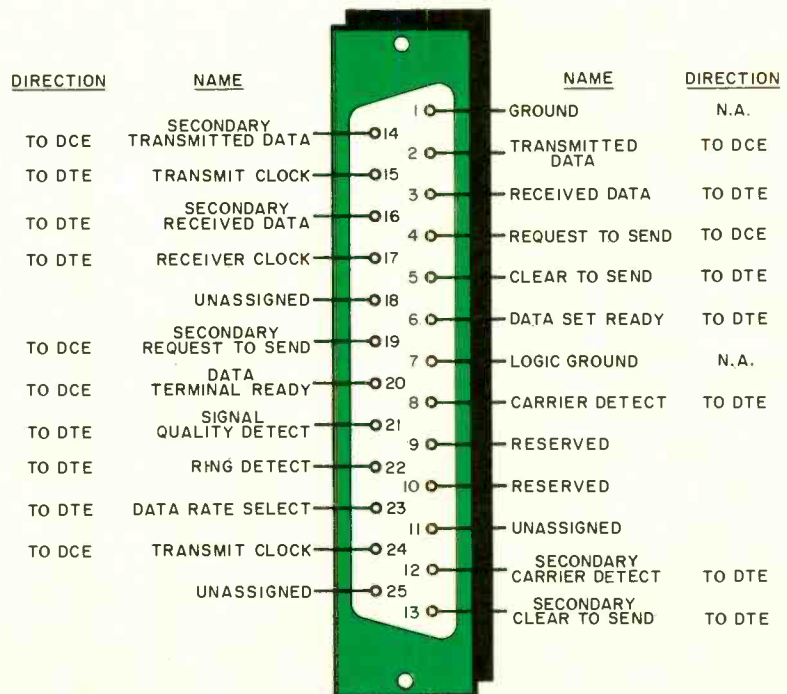 DIRECTION NAME
SECONDARY
TO DCE TRANSMITTED DATA 14
TO DTE TRANSMIT CLOCK 15
SECONDARY
TO DTE RECEIVED DATA 16
TO DTE RECEIVER CLOCK 17
UNASSIGNED 18
SECONDARY
TO DCE REQUEST TO SEND 19
DATA
TO DCE TERMINAL READY 20
SIGNAL
TO DTE QUALITY DETECT 21
TO DTE RING DETECT 22
TO DTE DATA RATE SELECT 23
TO DCE TRANSMIT CLOCK 24
UNASSIGNED 25
NAME DIRECTION
1 GROUND N.A.
2 TRANSMITTED TO DCE
DATA
3 RECEIVED DATA TO DTE
4 REQUEST TO SEND TO DCE
5 CLEAR TO SEND TO DTE
6 DATA SET READY TO DTE
7 LOGIC GROUND N.A.
8 CARRIER DETECT TO DTE
9 RESERVED
10 RESERVED
11 UNASSIGNED
12 SECONDARY
CARRIER DETECT TO DTE
13 SECONDARY
CLEAR TO SEND TO DTE